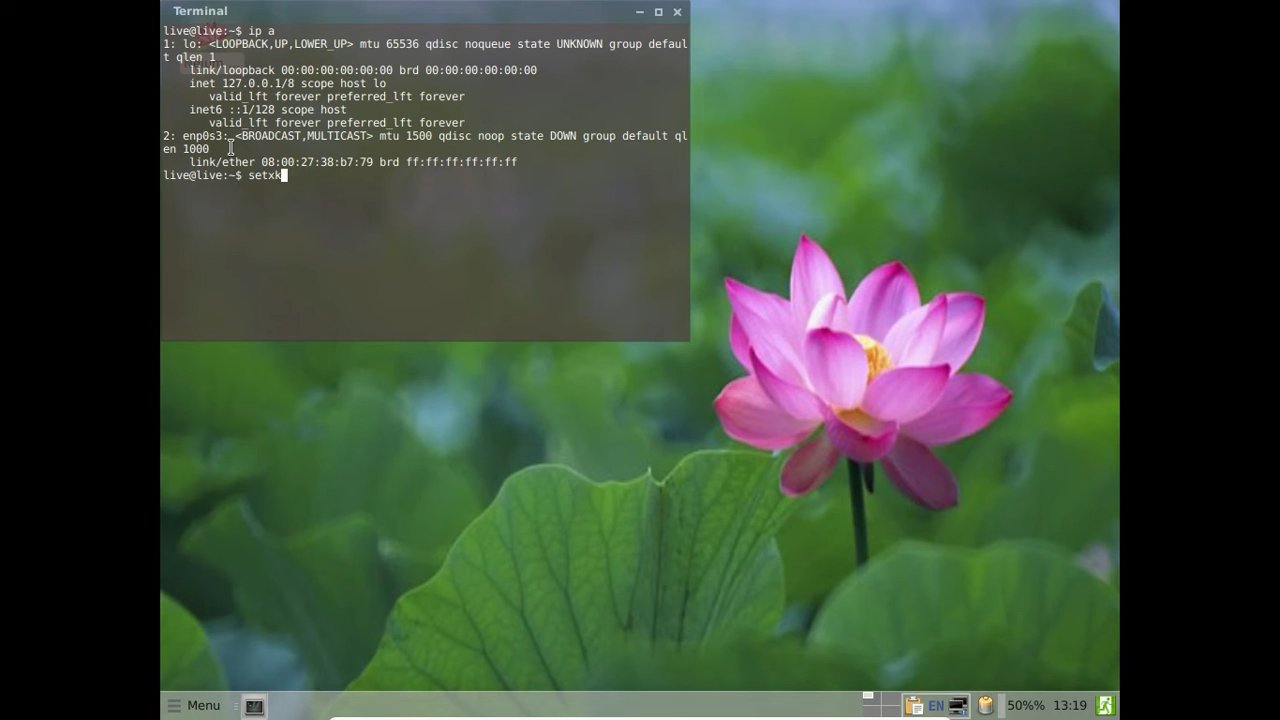 Terminal
live@live:~$ ip a
1: lo: <LOOPBACK,UP,LOWER_UP> mtu 65536 qdisc noqueue state UNKNOWN group defaul
t qlen 1
    link/loopback 00:00:00:00:00:00 brd 00:00:00:00:00:00
    inet 127.0.0.1/8 scope host lo
       valid_lft forever preferred_lft forever
    inet6 ::1/128 scope host
       valid_lft forever preferred_lft forever
2: enp0s3: <BROADCAST,MULTICAST> mtu 1500 qdisc noop state DOWN group default ql
en 1000
    link/ether 08:00:27:38:b7:79 brd ff:ff:ff:ff:ff:ff
live@live:~$ setxk
Menu EN 50%% 13:19